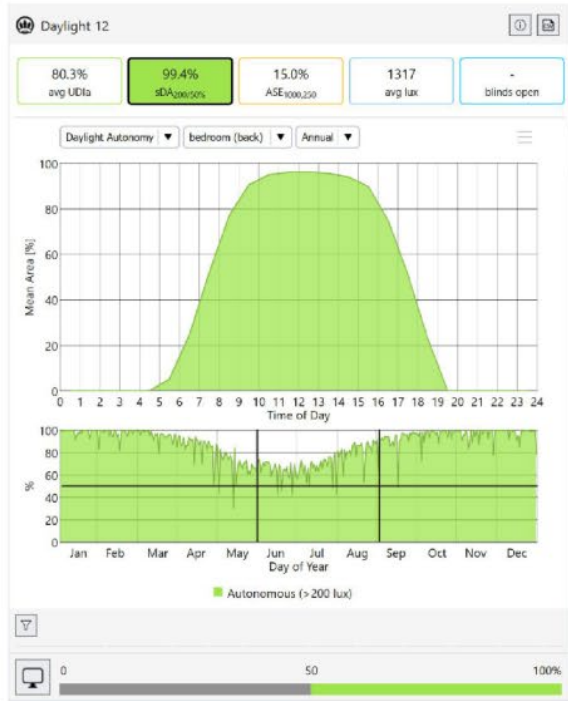 Daylight 12
80.3% 99.4% 15.0% 1317 -
avg UDIa sDA200/50% ASE1000,250 avg lux blinds open
Daily Autonomy ▼ bedroom (back) ▼ Annual ▼
Mean Area [%]
100
80
60
40
20
0
0 1 2 3 4 5 6 7 8 9 10 11 12 13 14 15 16 17 18 19 20 21 22 23 24
Time of Day
%
100
80
60
40
20
0
Jan Feb Mar Apr May Jun Jul Aug Sep Oct Nov Dec
Day of Year
Autonomous (>200 lux)
0 50 100%